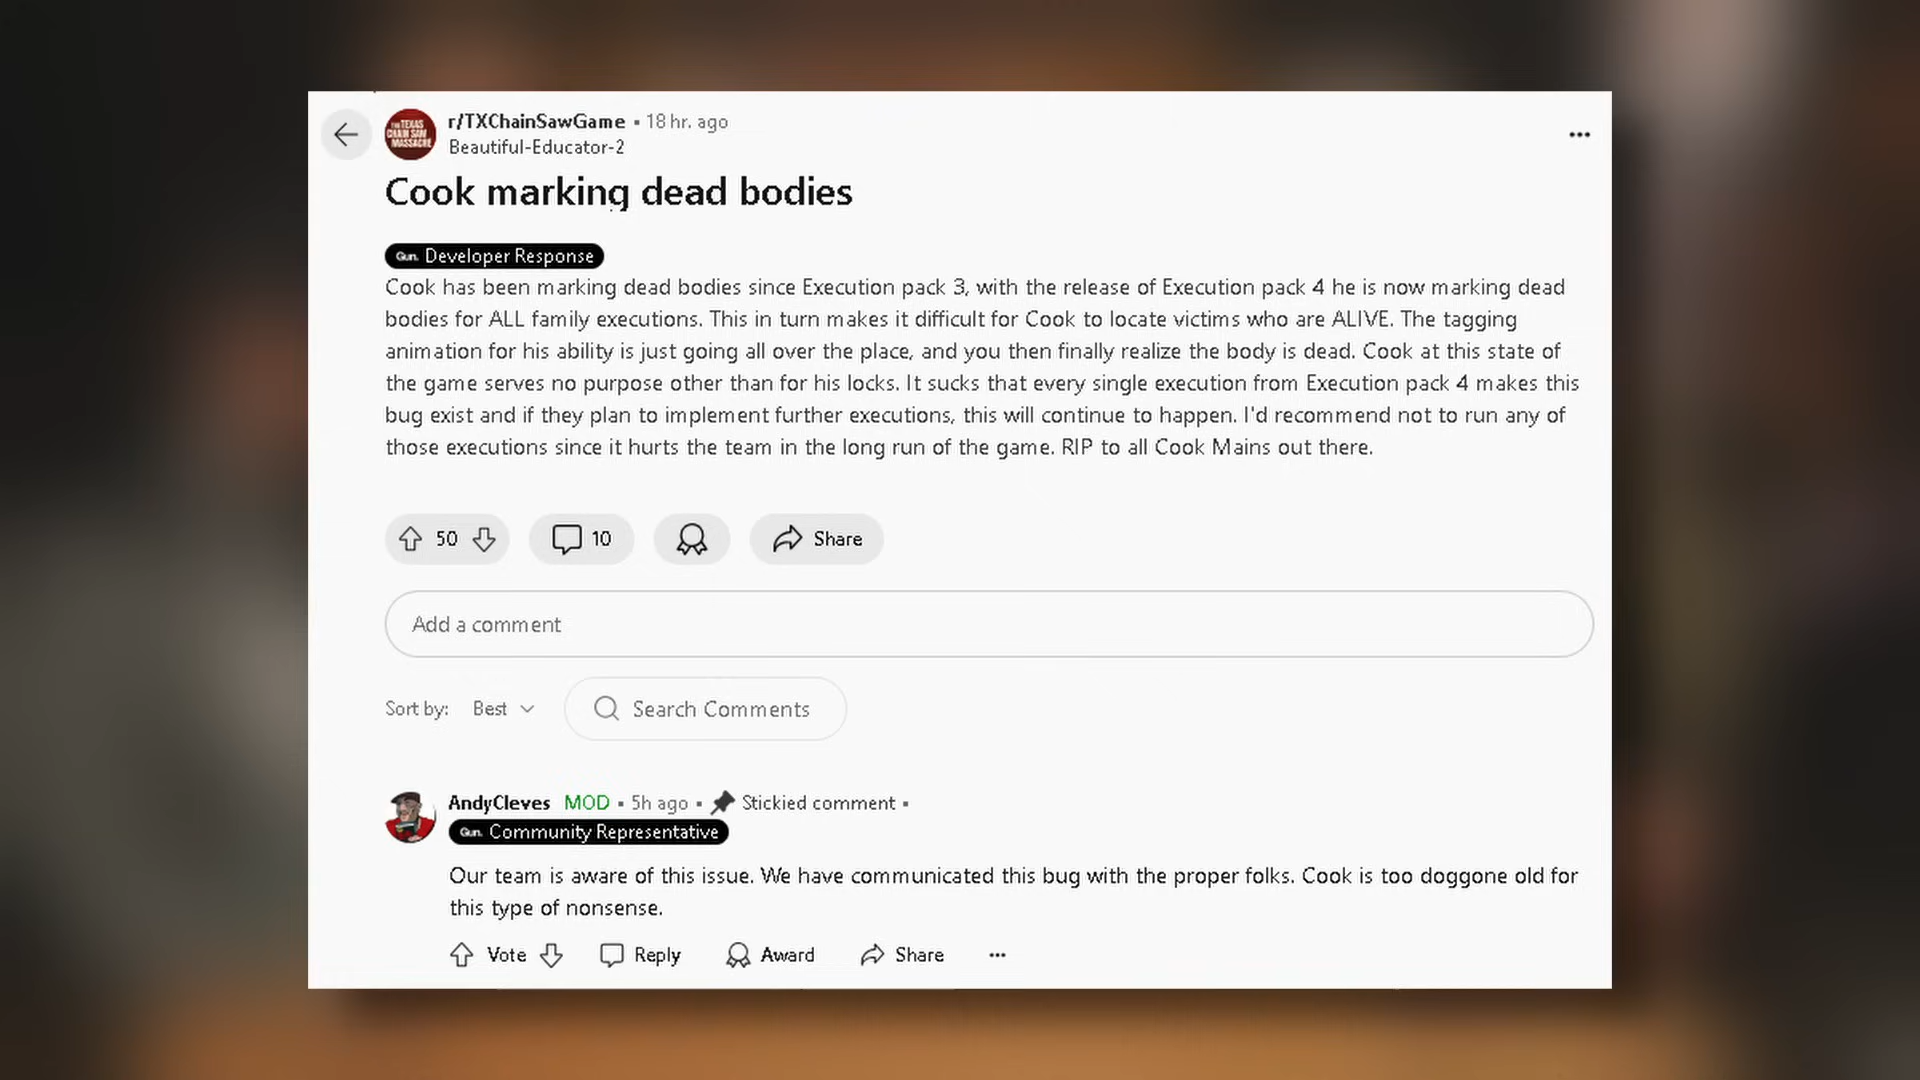 r/TXChainSawGame • 18 hr. ago
THE TEXAS
CHAIN SAW
MASSACRE
Beautiful-Educator-2
Cook marking dead bodies
Gun. Developer Response
Cook has been marking dead bodies since Execution pack 3, with the release of Execution pack 4 he is now marking dead
bodies for ALL family executions. This in turn makes it difficult for Cook to locate victims who are ALIVE. The tagging
animation for his ability is just going all over the place, and you then finally realize the body is dead. Cook at this state of
the game serves no purpose other than for his locks. It sucks that every single execution from Execution pack 4 makes this
bug exist and if they plan to implement further executions, this will continue to happen. I'd recommend not to run any of
those executions since it hurts the team in the long run of the game. RIP to all Cook Mains out there.
50 10 Share
Add a comment
Sort by: Best Search Comments
AndyCleves MOD • 5h ago • Stickied comment •
Gun. Community Representative
Our team is aware of this issue. We have communicated this bug with the proper folks. Cook is too doggone old for
this type of nonsense.
Vote Reply Award Share